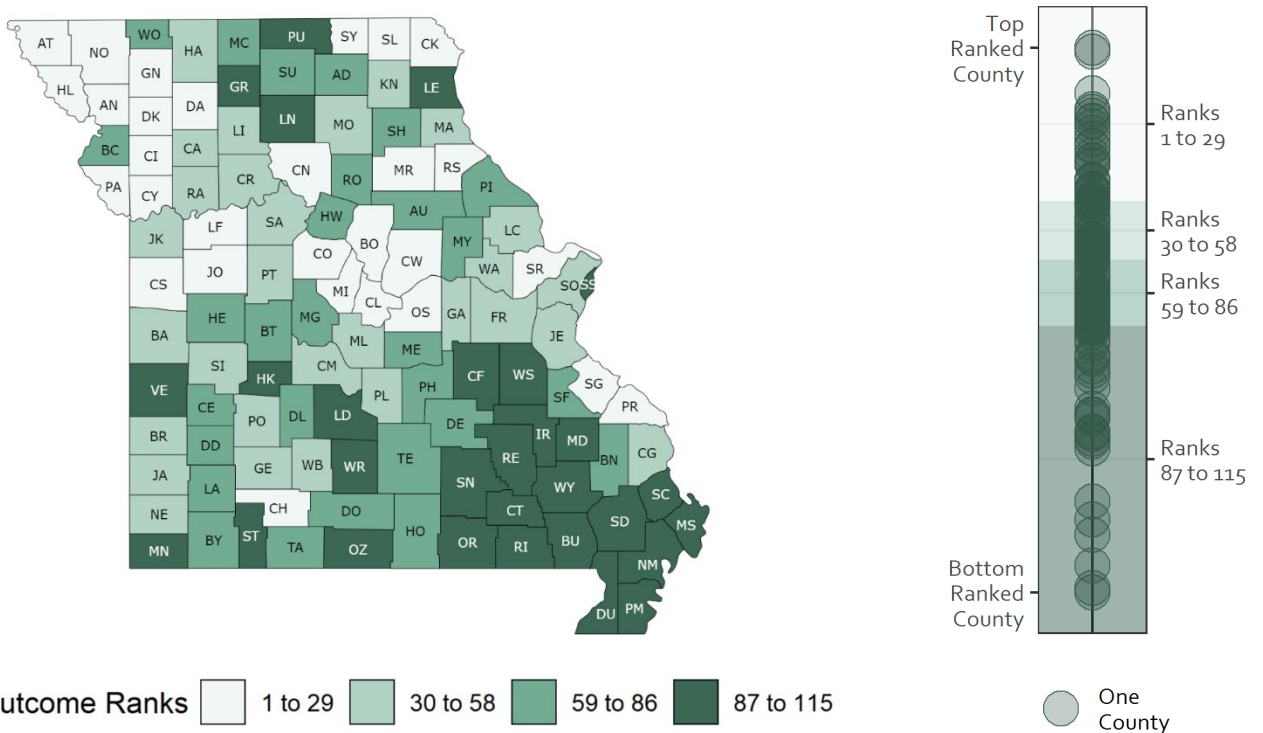 AT NO WO HA MC PU SY SL CK
GN SU AD KN LE
HL AN DK DA GR LN
LI MO SH MA
BC CI CA CN RO MR RS
PA CY RA CR PI
JK LF SA HW AU LC
BO MY
CS JO PT CO CW WA SR
MI CL SO SS
BA HE BT MG OS GA FR
ML ME JE
VE SI HK CM CF WS SG
CE PL PH SF PR
BR PO DL LD DE IR MD
DD RE BN CG
JA GE WB WR TE
LA SN WY SC
NE CH DO CT SD MS
MN BY ST TA OZ HO OR RI BU
NM
DU PM
utcome Ranks 1 to 29 30 to 58 59 to 86 87 to 115
Top
Ranked
County
Ranks
1 to 29
Ranks
30 to 58
Ranks
59 to 86
Ranks
87 to 115
Bottom
Ranked
County
One
County